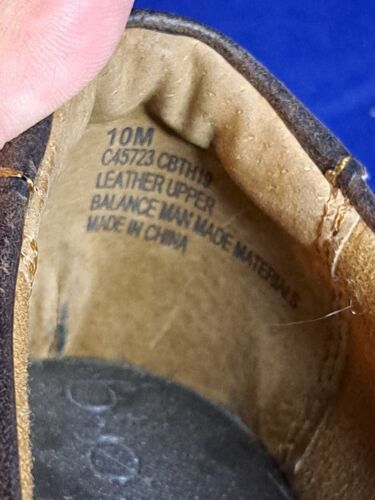 10M
C45723 CBTH19
LEATHER UPPER
BALANCE MAN MADE MATERIALS
MADE IN CHINA